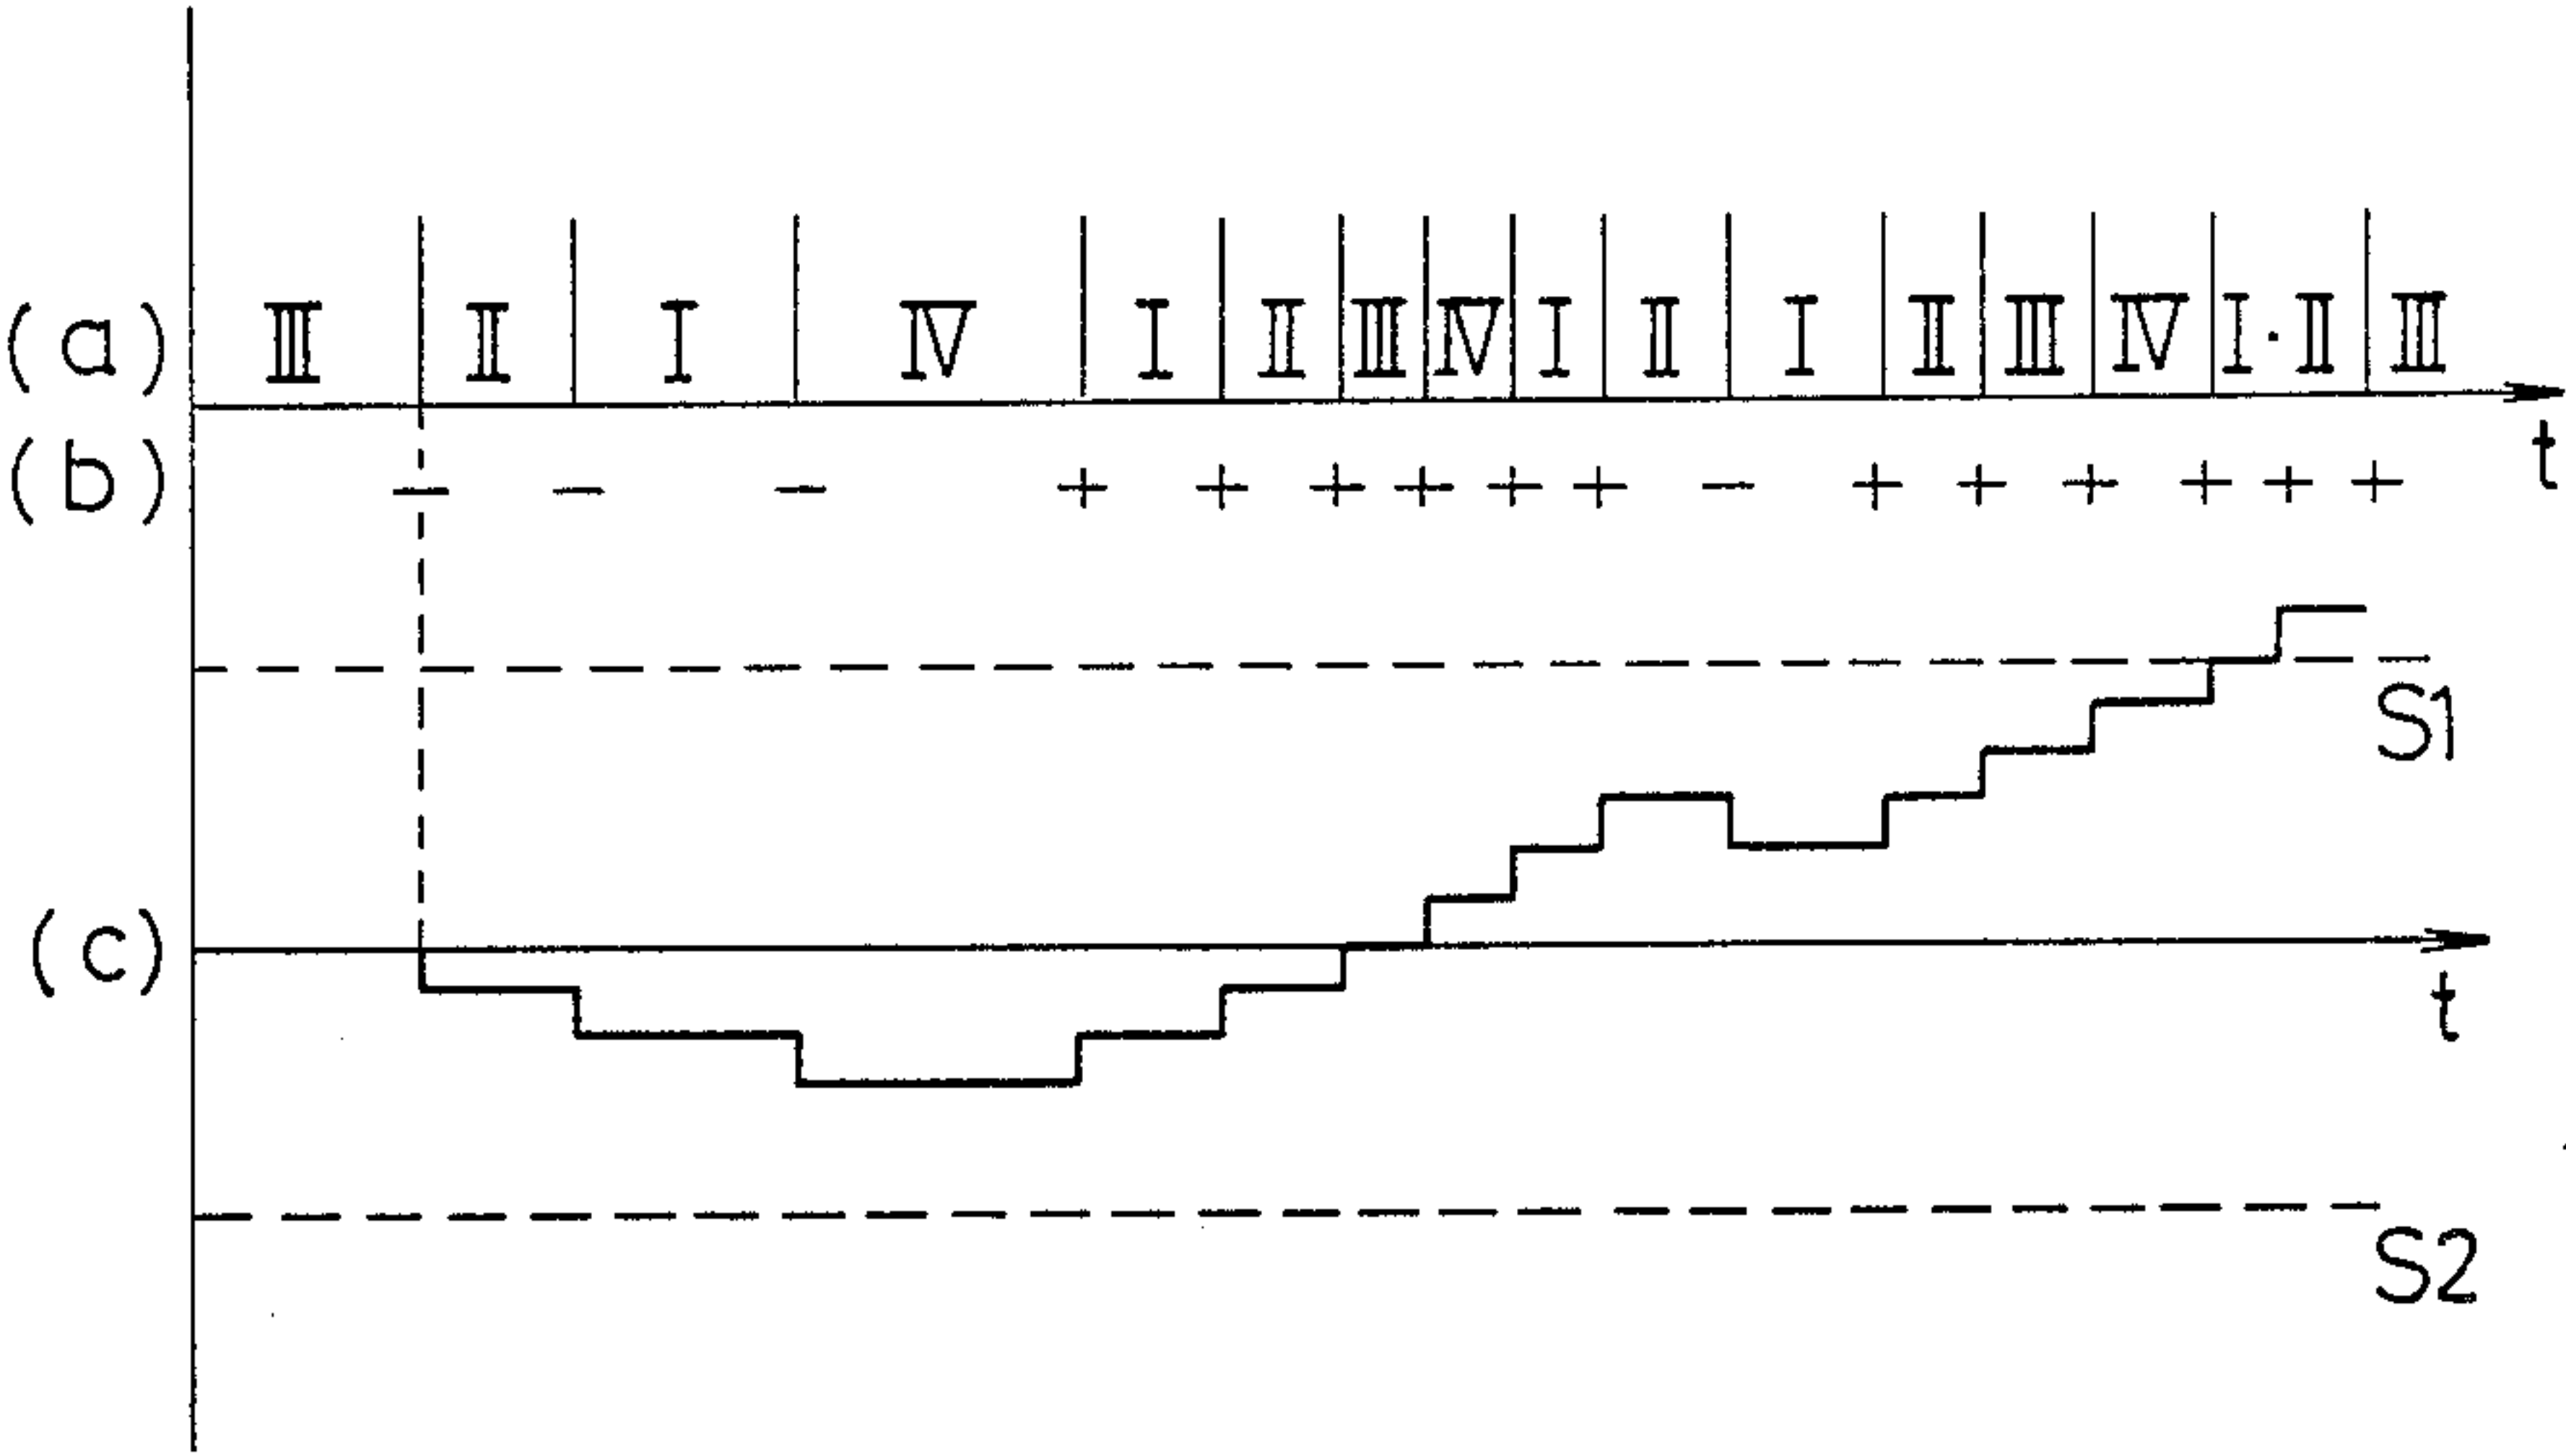 (a) Ⅲ Ⅱ Ⅰ Ⅳ Ⅰ Ⅱ Ⅲ Ⅳ Ⅰ Ⅱ Ⅰ Ⅱ Ⅲ Ⅳ Ⅰ·Ⅱ Ⅲ
t
(b) − − − + + + + + + − + + + + + +
S1
(c)
t
S2